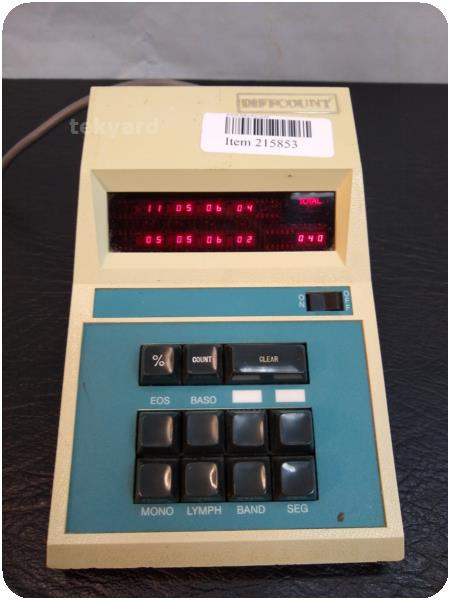 DIFFCOUNT
tekyard
Item 215853
11 05 06 04 TOTAL
05 05 06 02 040
ON OFF
% COUNT CLEAR
EOS BASO
MONO LYMPH BAND SEG